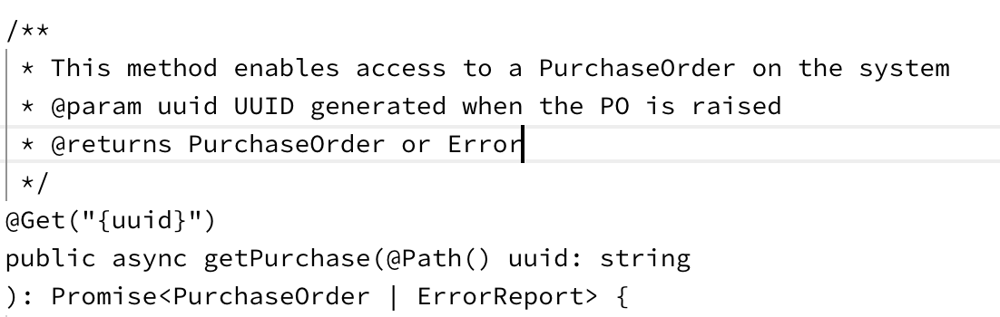 /**
 * This method enables access to a PurchaseOrder on the system
 * @param uuid UUID generated when the PO is raised
 * @returns PurchaseOrder or Error
 */
@Get("{uuid}")
public async getPurchase(@Path() uuid: string
): Promise<PurchaseOrder | ErrorReport> {